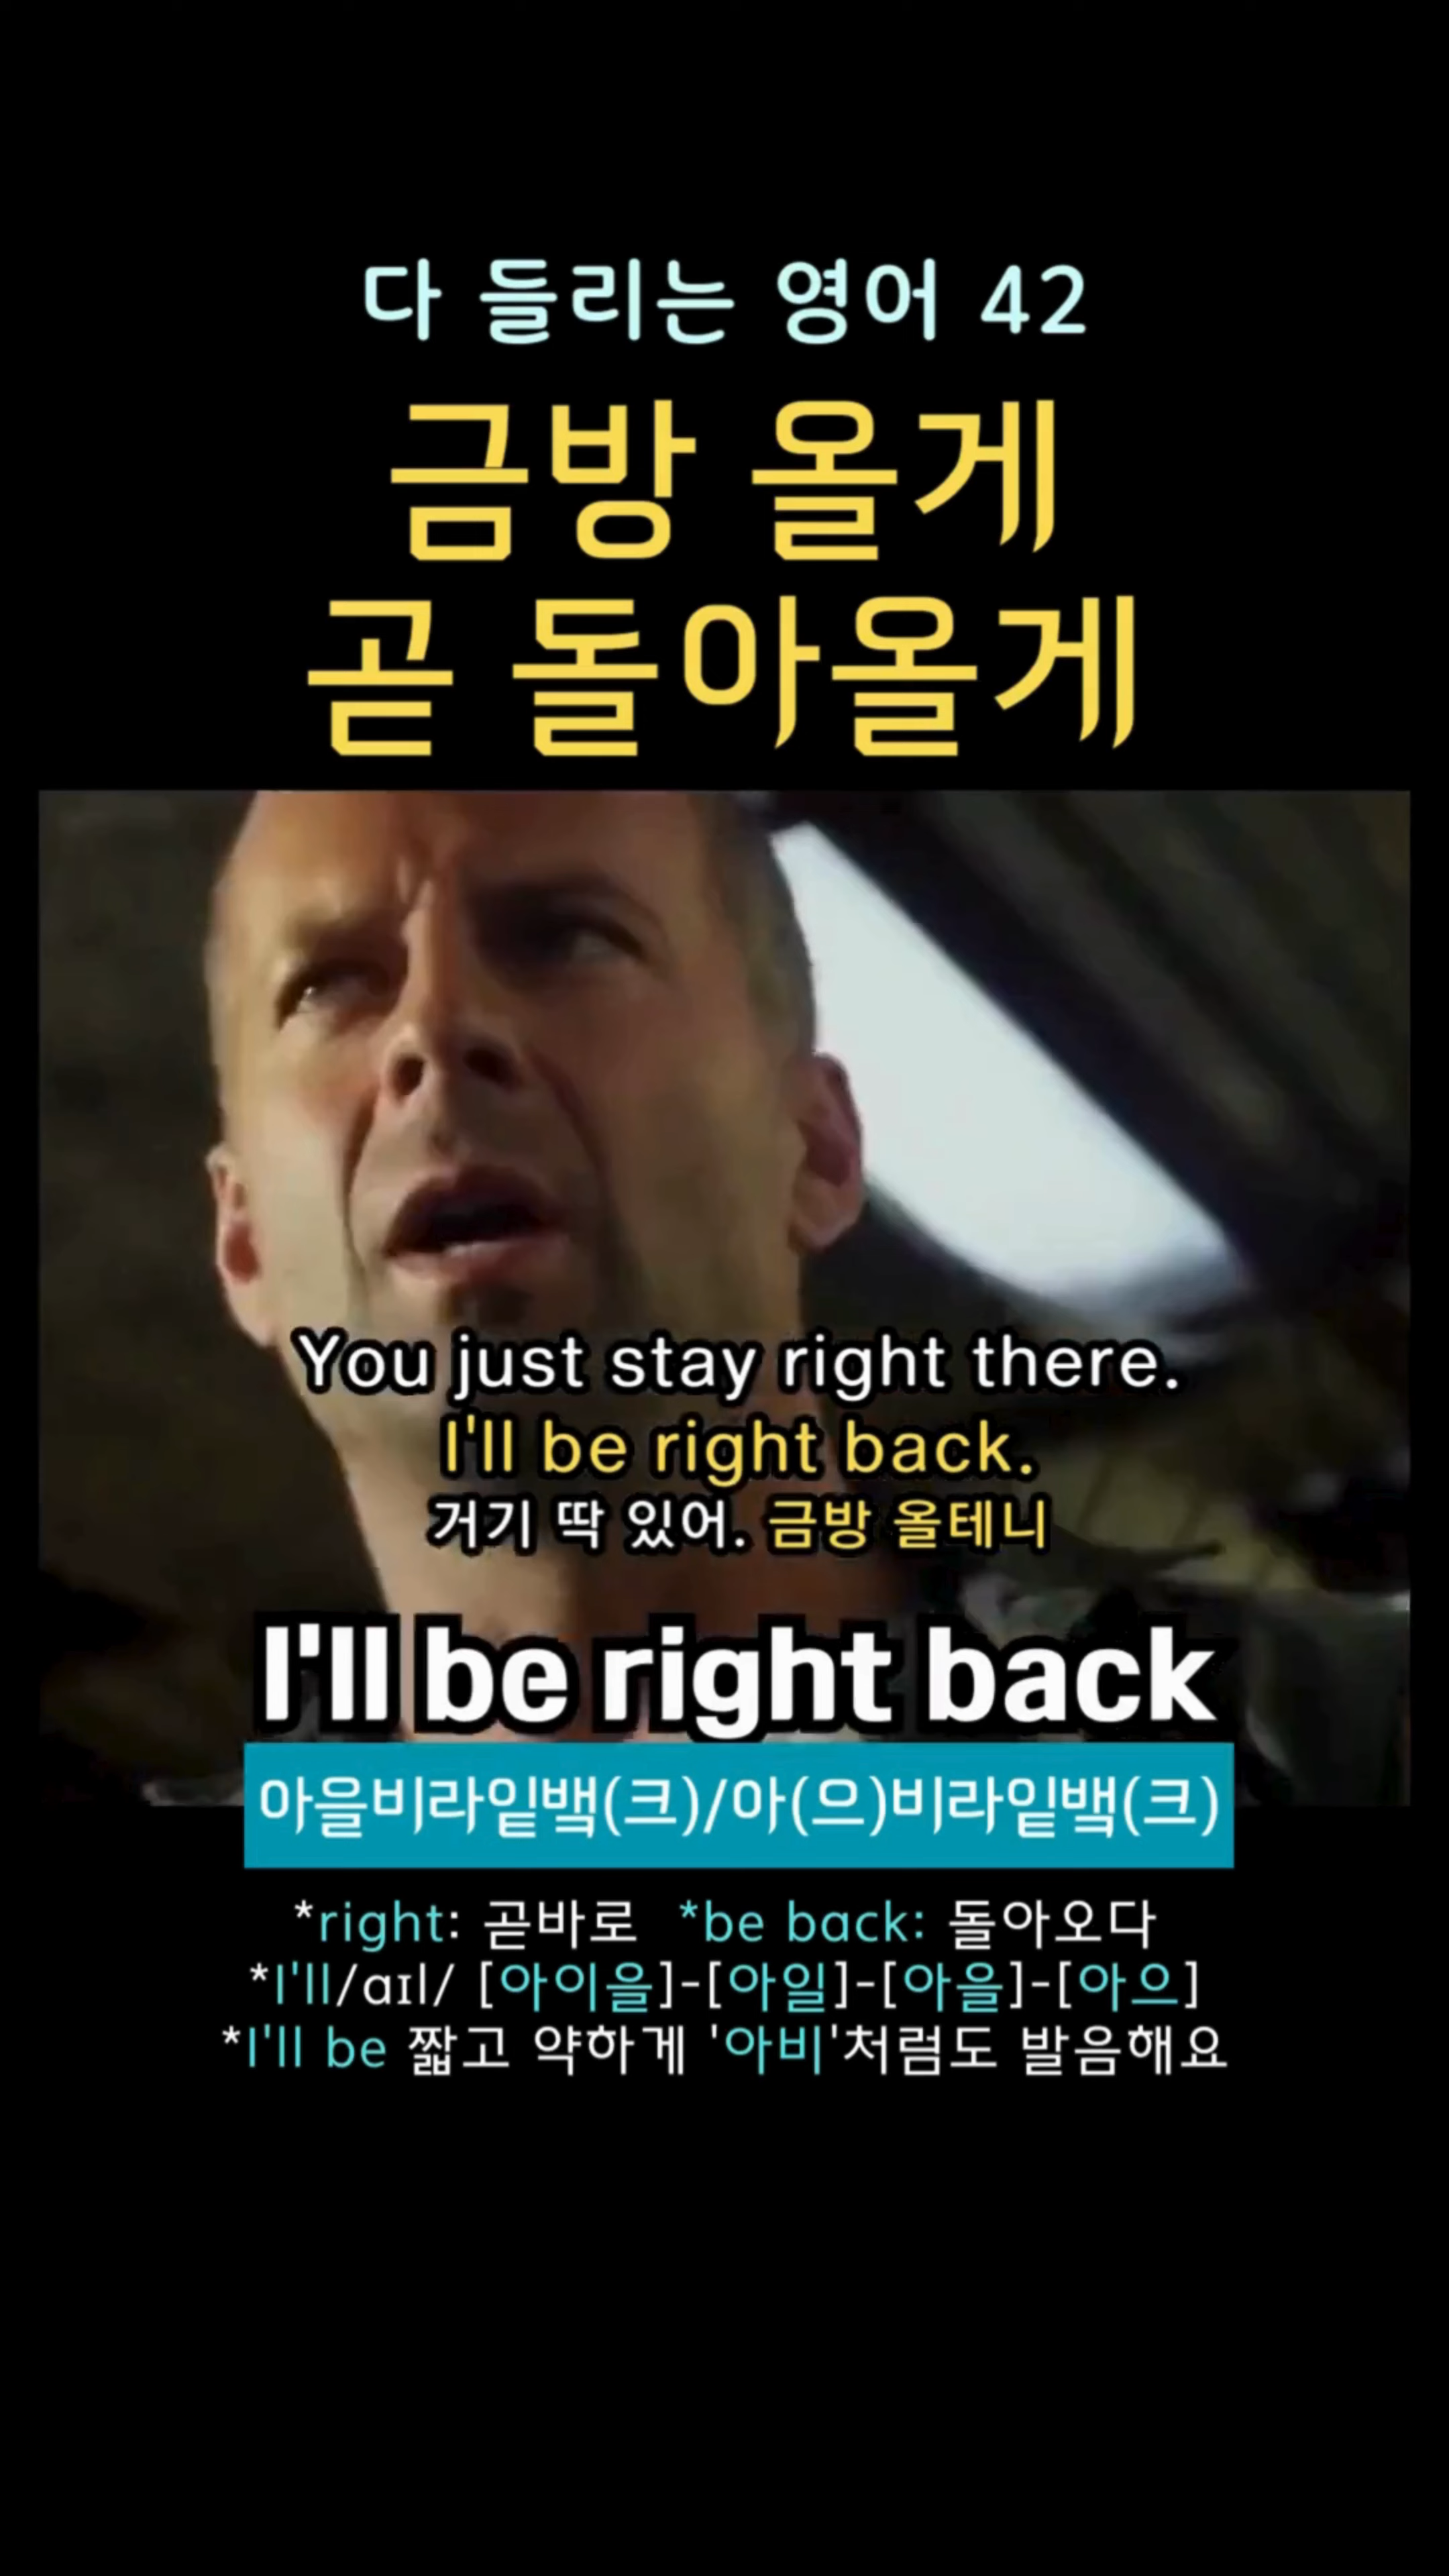 다 들리는 영어 42
금방 올게
곧 돌아올게
You just stay right there.
I'll be right back.
거기 딱 있어. 금방 올테니
I'll be right back
아을비라잍백(크)/아(으)비라잍백(크)
*right: 곧바로 *be back: 돌아오다
*I'll/aɪl/ [아이을]-[아일]-[아을]-[아으]
*I'll be 짧고 약하게 '아비'처럼도 발음해요